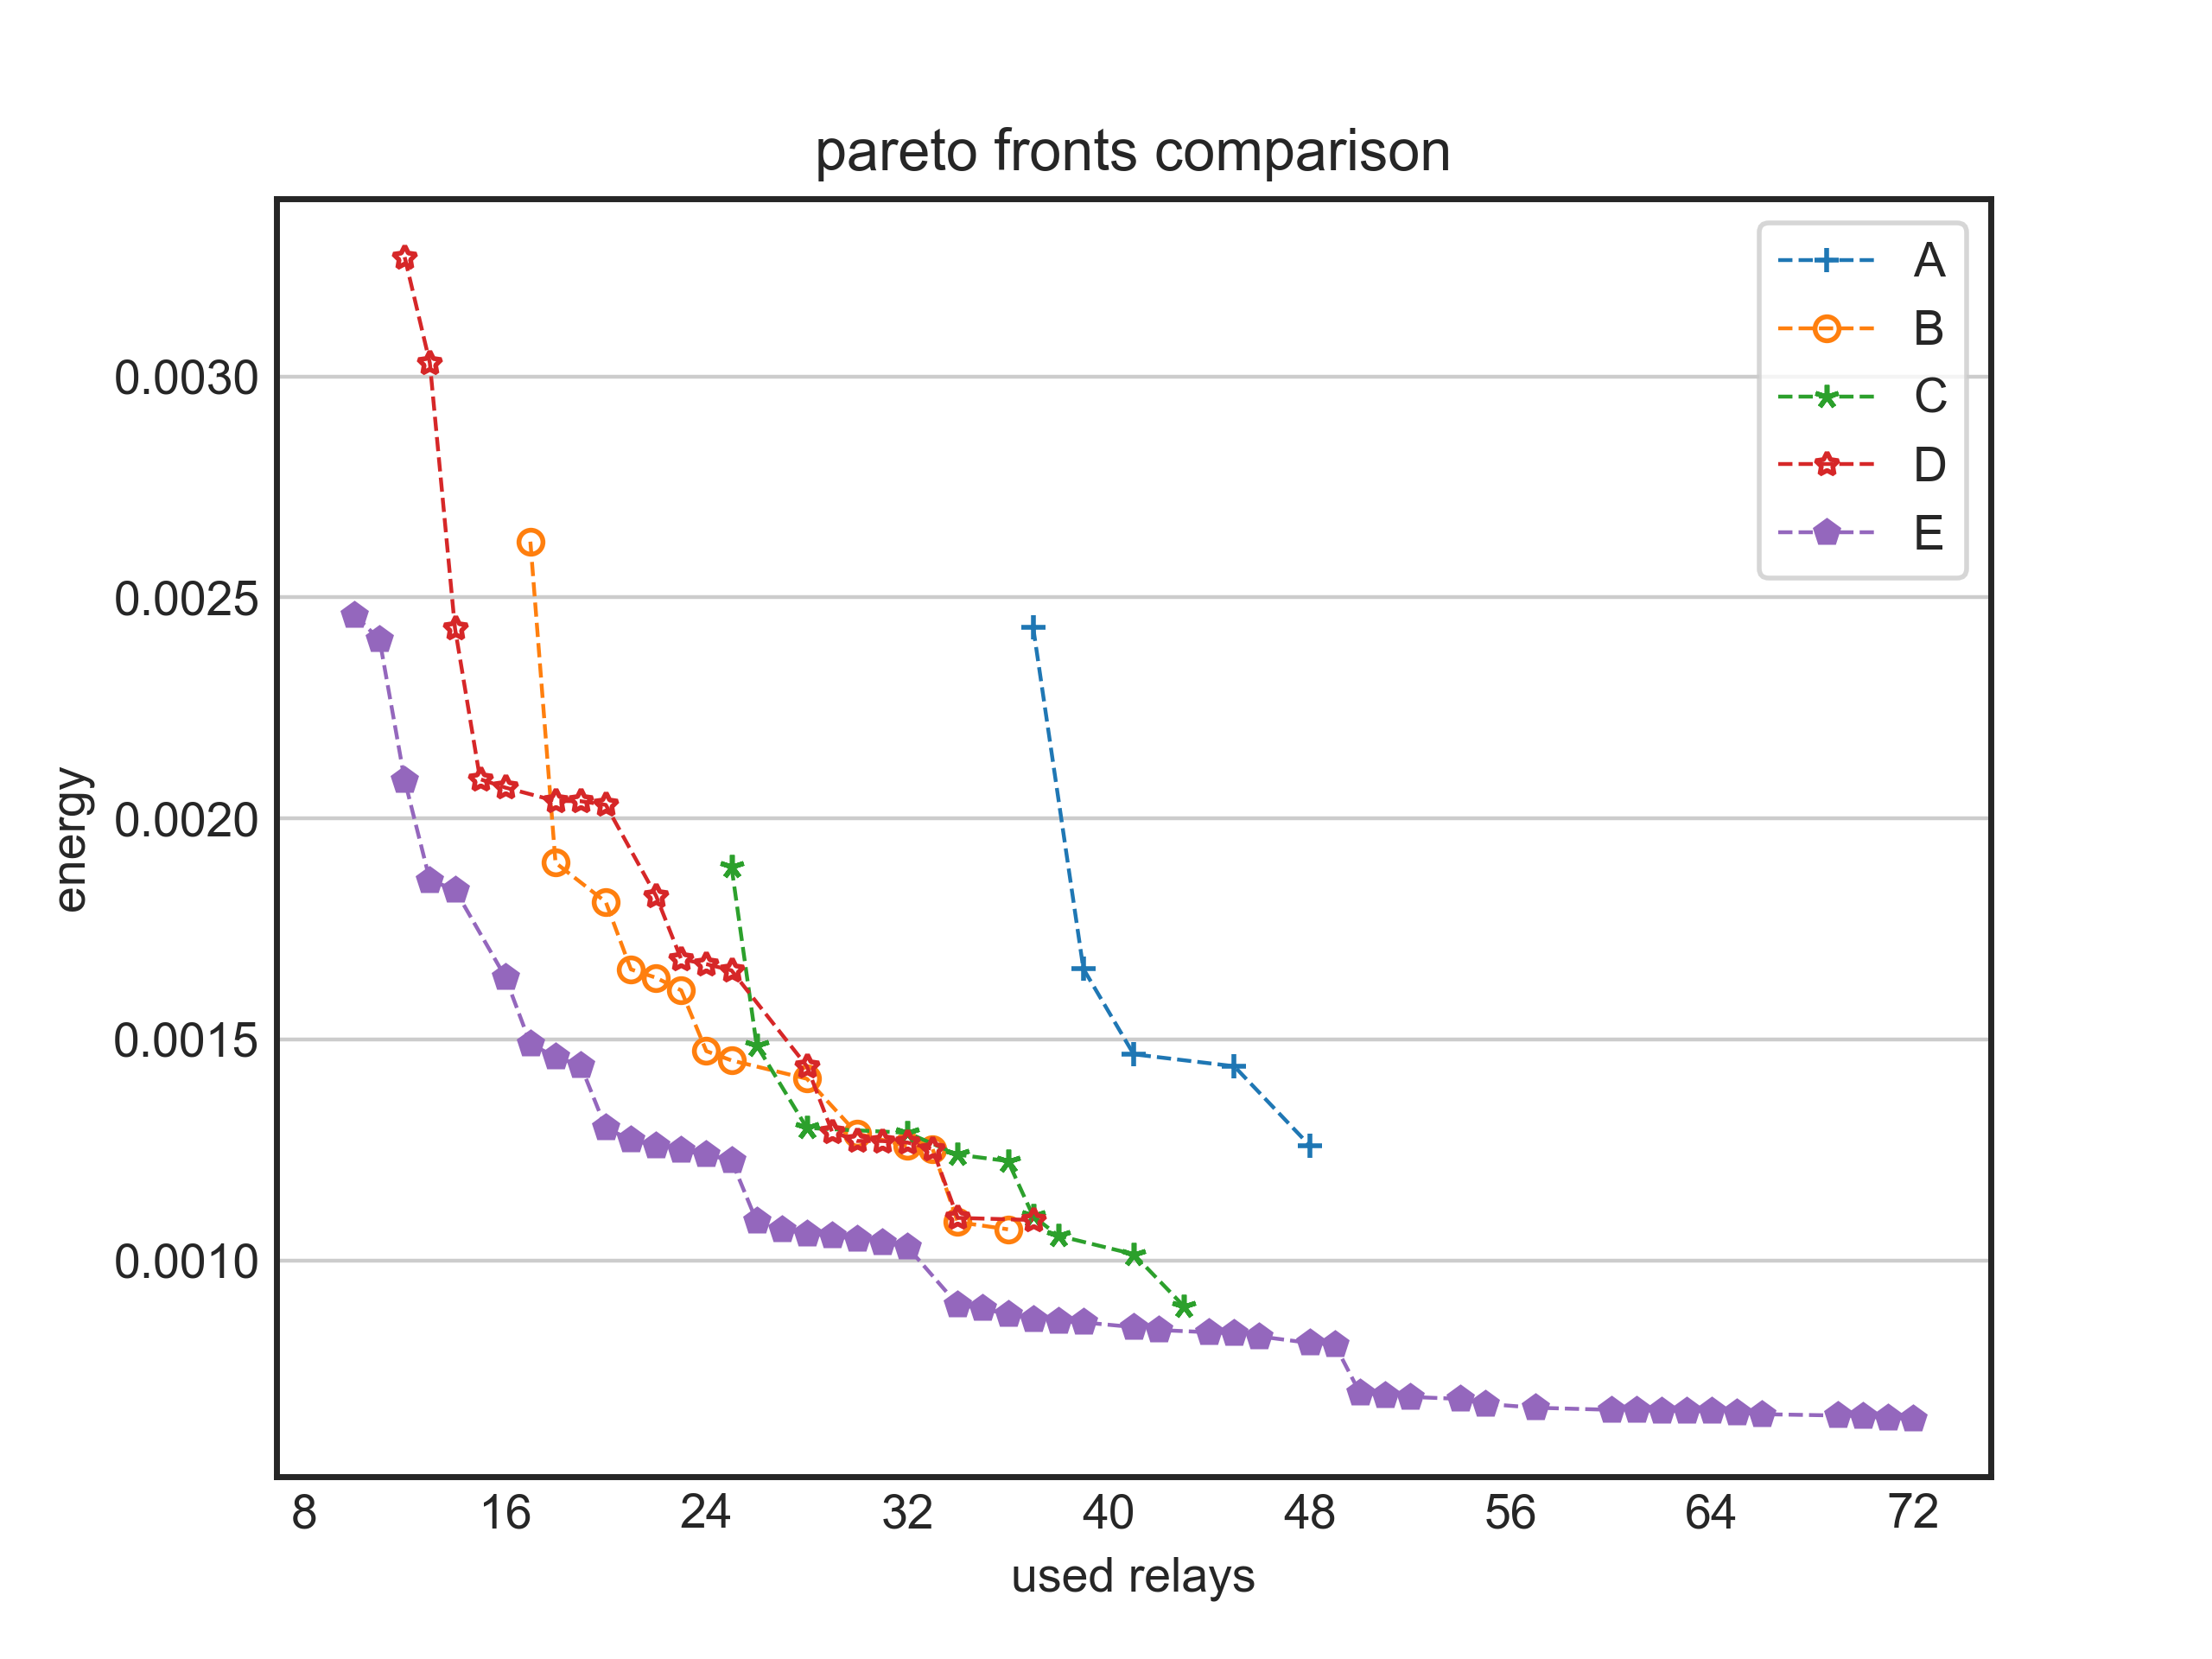 pareto fronts comparison
A
B
C
D
E
0.0030
0.0025
0.0020
0.0015
0.0010
energy
8 16 24 32 40 48 56 64 72
used relays